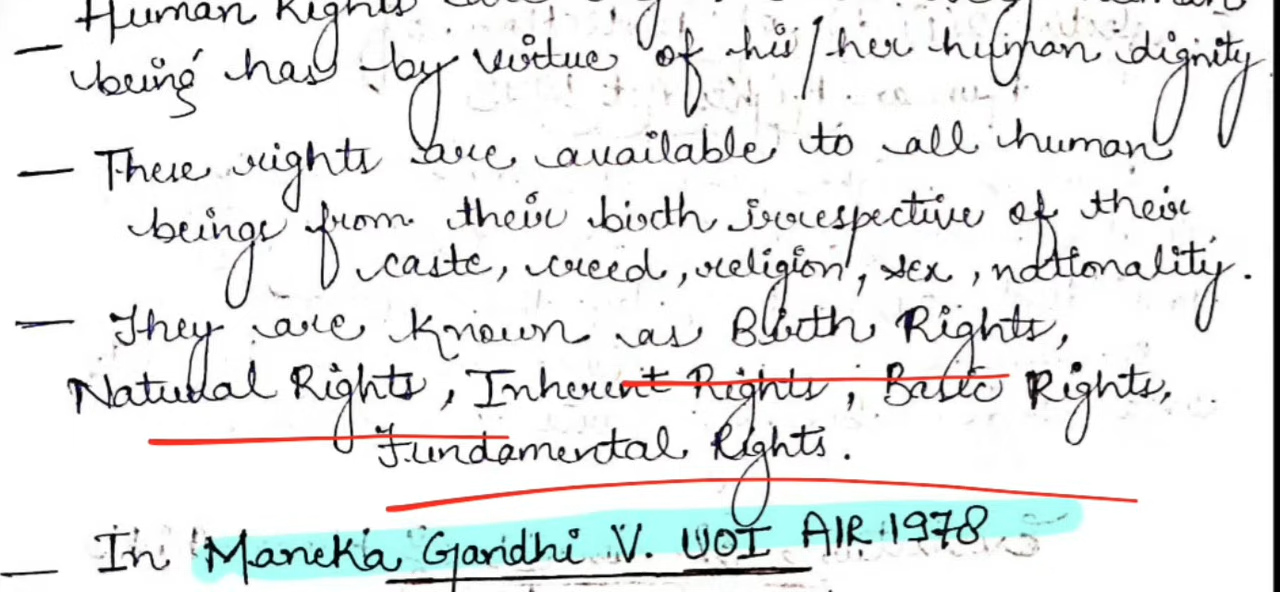 — Human Rights
being has by virtue of his/her human dignity
— These rights are available to all human
beings from their birth irrespective of their
caste, creed, religion, sex, nationality.
— They are known as Birth Rights,
Natural Rights, Inherent Rights, Basic Rights,
Fundamental Rights.
— In Maneka Gandhi V. UOI AIR 1978